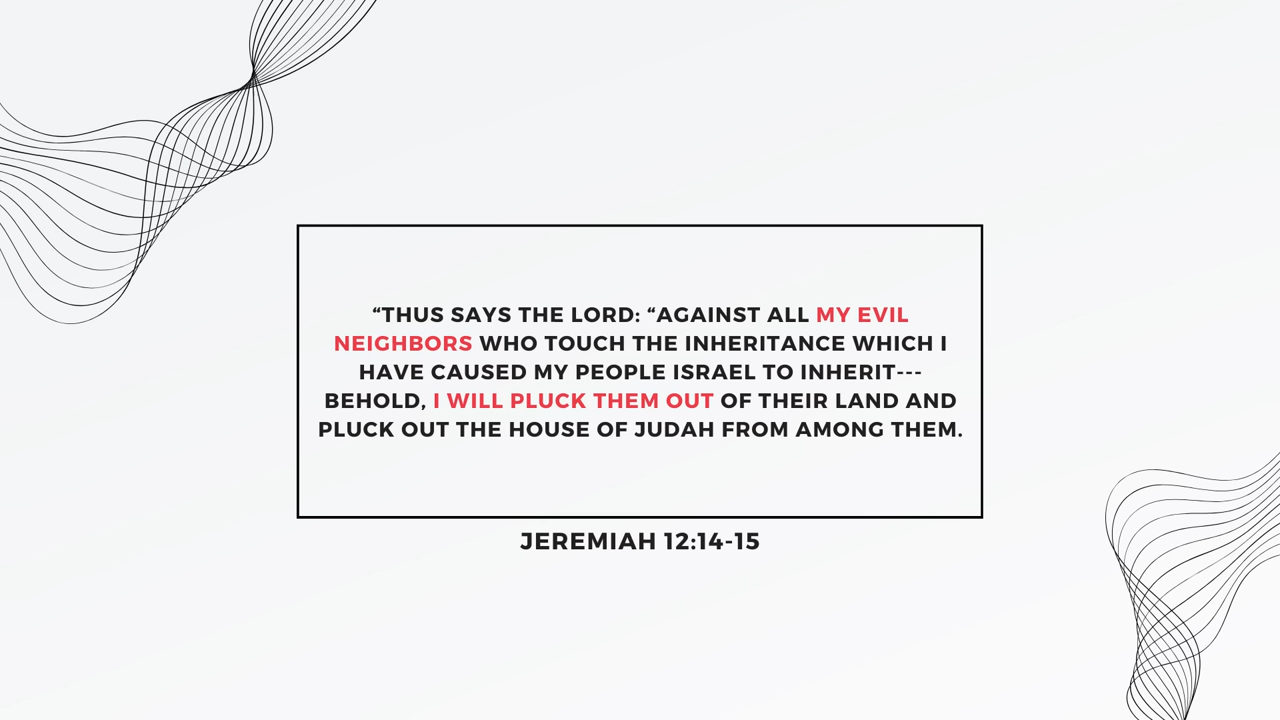 “THUS SAYS THE LORD: “AGAINST ALL MY EVIL
NEIGHBORS WHO TOUCH THE INHERITANCE WHICH I
HAVE CAUSED MY PEOPLE ISRAEL TO INHERIT---
BEHOLD, I WILL PLUCK THEM OUT OF THEIR LAND AND
PLUCK OUT THE HOUSE OF JUDAH FROM AMONG THEM.
JEREMIAH 12:14-15